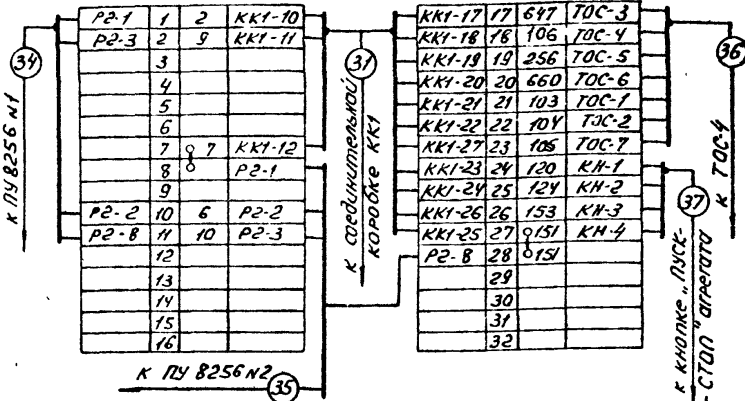 Р2-1 1 2 КК1-10
Р2-3 2 9 КК1-11
3
4
5
6
7 7 КК1-12
8 Р2-1
9
Р2-2 10 6 Р2-2
Р2-8 11 10 Р2-3
12
13
14
15
16
КК1-17 17 647 ТОС-3
КК1-18 18 106 ТОС-4
КК1-19 19 256 ТОС-5
КК1-20 20 660 ТОС-6
КК1-21 21 103 ТОС-1
КК1-22 22 104 ТОС-2
КК1-27 23 105 ТОС-7
КК1-23 24 120 КН-1
КК1-24 25 124 КН-2
КК1-26 26 153 КН-3
КК1-25 27 151 КН-4
Р2-8 28 151
29
30
31
32
34
к ПУ 8256 N1
31
к соединительной
коробке КК1
36
к ТОС-4
37
к кнопке „Пуск-
-стоп" агрегата
к ПУ 8256 N2
35